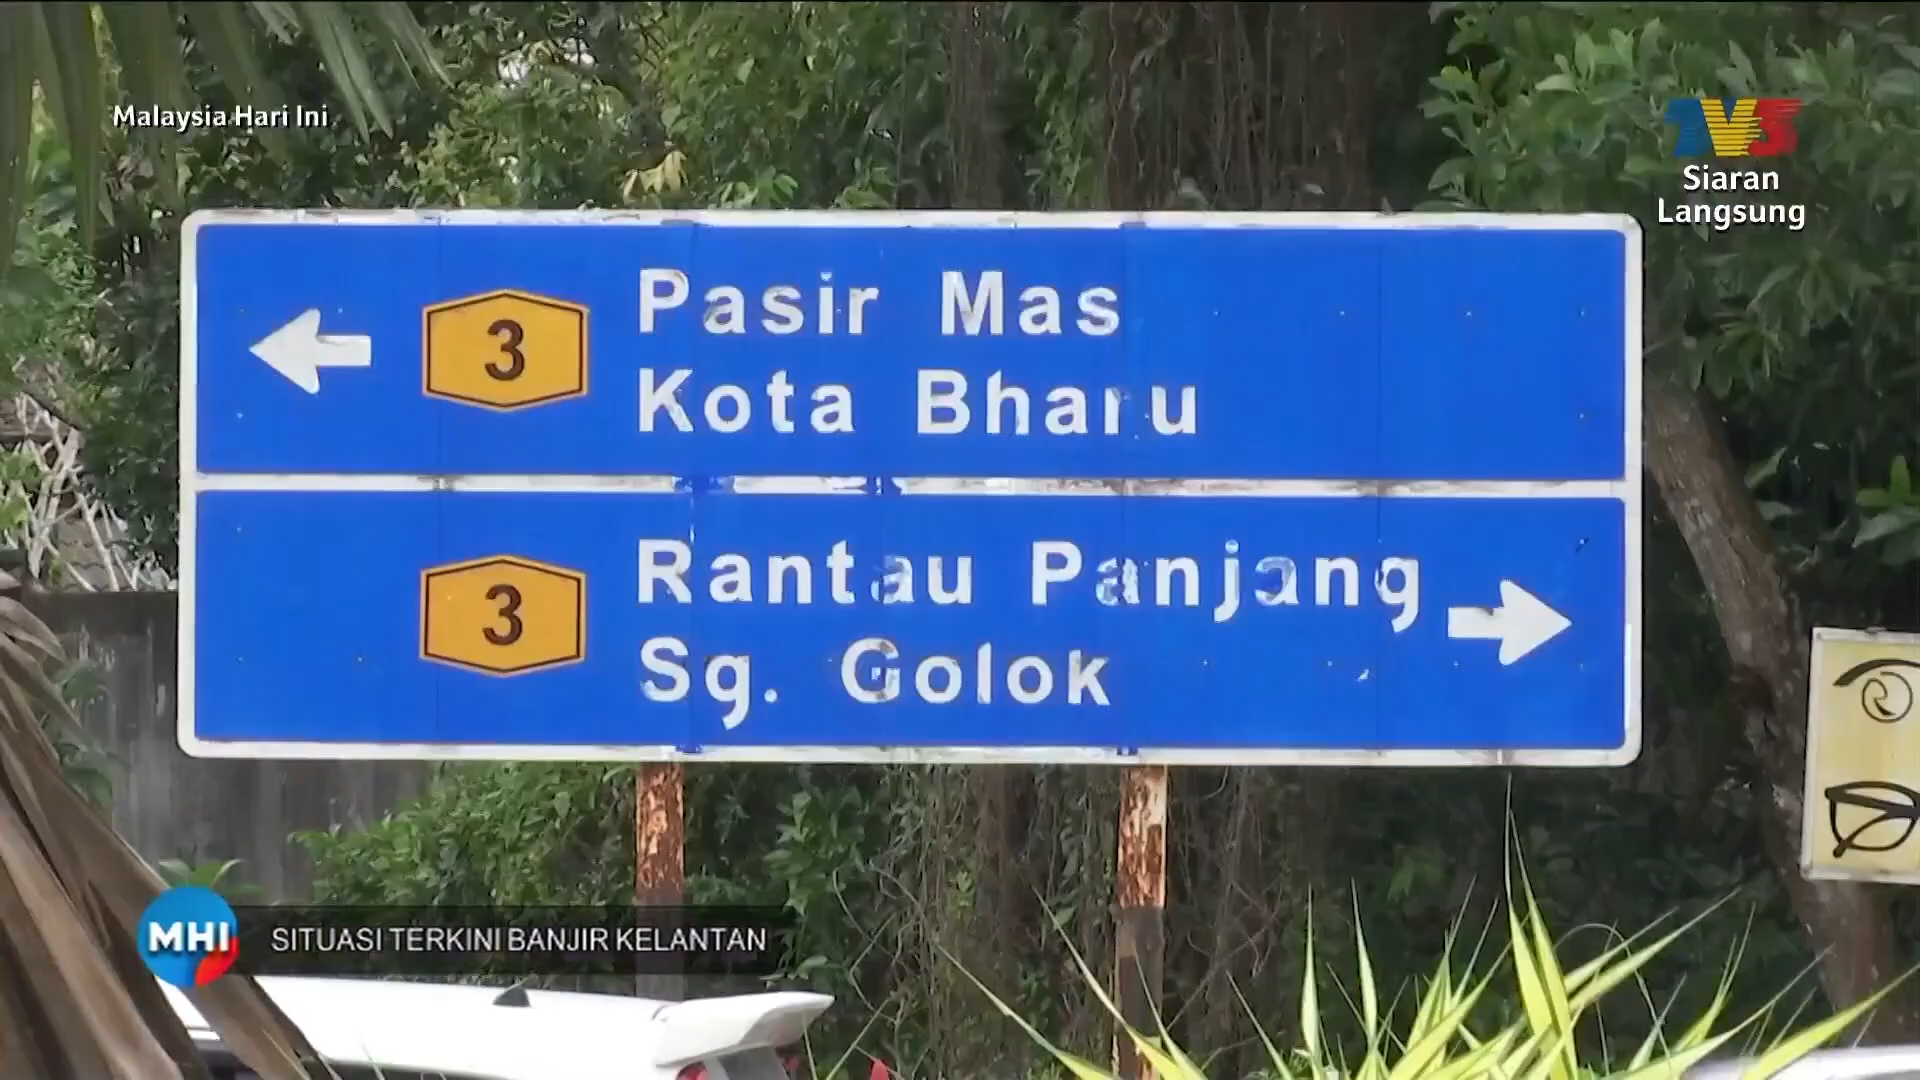 Malaysia Hari Ini
TV3
Siaran
Langsung
3
Pasir Mas
Kota Bharu
3
Rantau Panjang
Sg. Golok
MHI
SITUASI TERKINI BANJIR KELANTAN